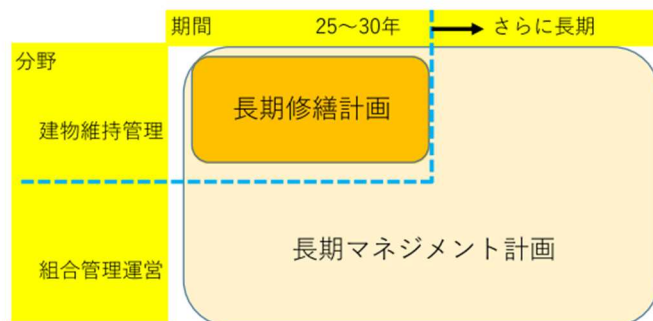 期間
25～30年
さらに長期
分野
建物維持管理
長期修繕計画
組合管理運営
長期マネジメント計画